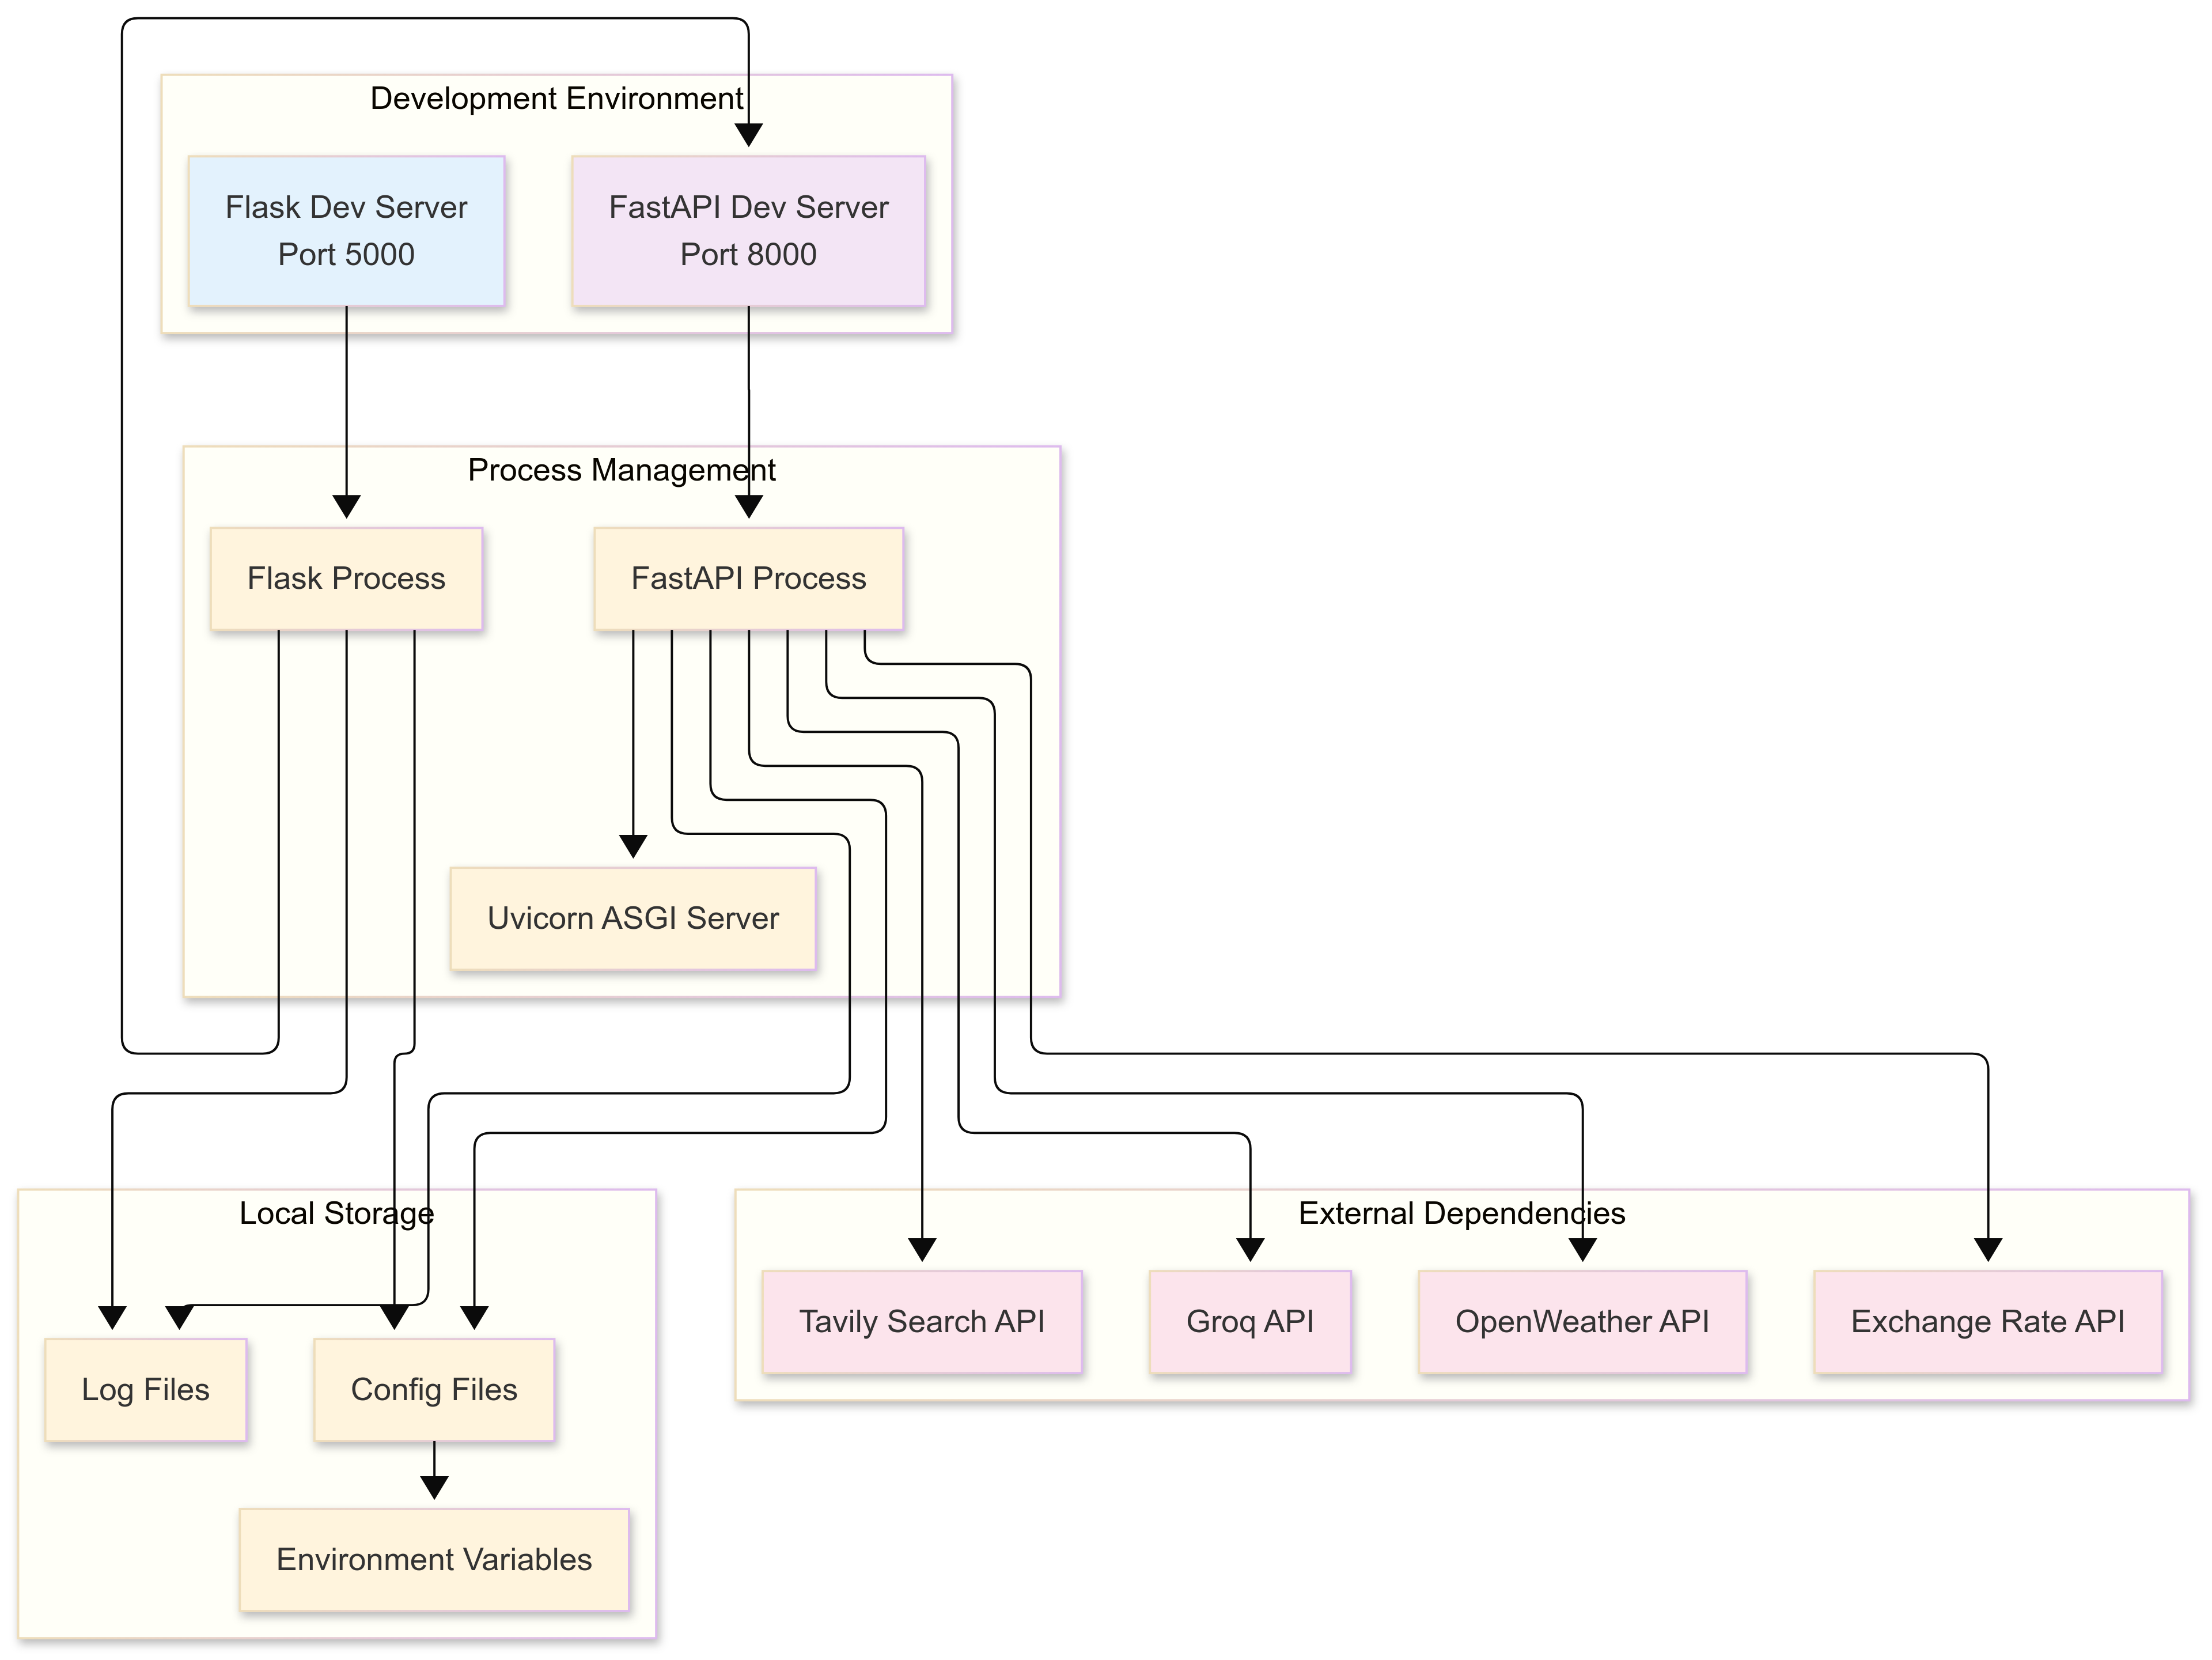 Development Environment
Flask Dev Server
Port 5000
FastAPI Dev Server
Port 8000
Process Management
Flask Process
FastAPI Process
Uvicorn ASGI Server
Local Storage
External Dependencies
Tavily Search API
Groq API
OpenWeather API
Exchange Rate API
Log Files
Config Files
Environment Variables